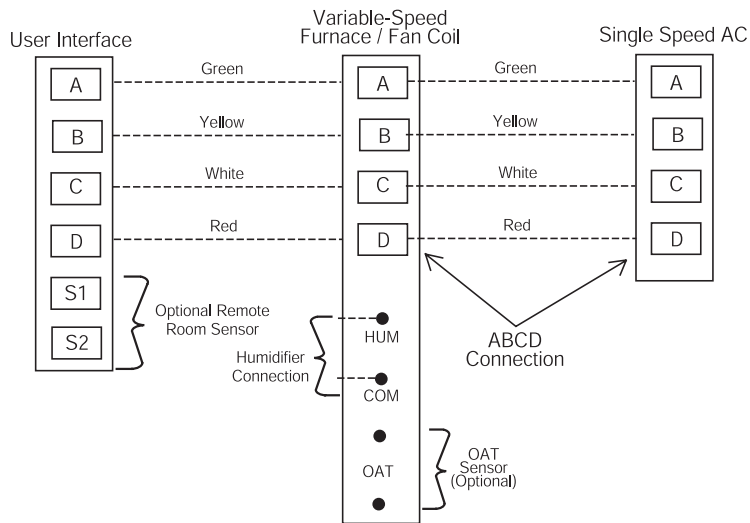 User Interface
A
B
C
D
S1
S2
Green
Yellow
White
Red
Optional Remote
Room Sensor
Variable-Speed
Furnace / Fan Coil
A
B
C
D
HUM
COM
OAT
Humidifier
Connection
Green
Yellow
White
Red
ABCD
Connection
OAT
Sensor
(Optional)
Single Speed AC
A
B
C
D